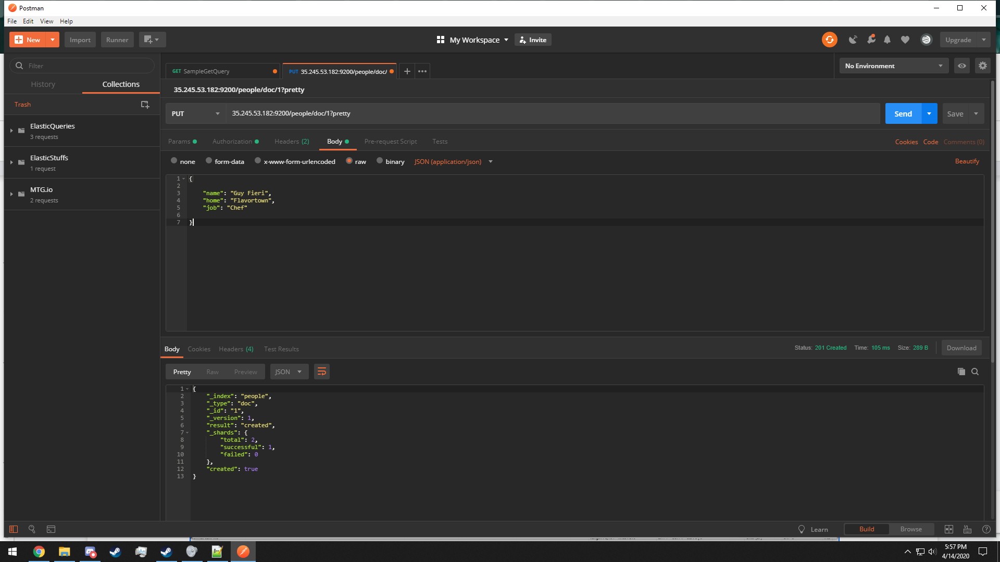 Postman
File Edit View Help
New Import Runner My Workspace Invite Upgrade
Filter
History Collections
Trash
ElasticQueries
3 requests
ElasticStuffs
1 request
MTG.io
2 requests
GET SampleGetQuery PUT 35.245.53.182:9200/people/doc/ No Environment
35.245.53.182:9200/people/doc/1?pretty
PUT 35.245.53.182:9200/people/doc/1?pretty Send Save
Params Authorization Headers (2) Body Pre-request Script Tests Cookies Code Comments (0)
none form-data x-www-form-urlencoded raw binary JSON (application/json) Beautify
1 {
2
3 "name": "Guy Fieri",
4 "home": "Flavortown",
5 "job": "Chef"
6
7 }
Body Cookies Headers (4) Test Results Status: 201 Created Time: 105 ms Size: 289 B Download
Pretty Raw Preview JSON
1 {
2 "_index": "people",
3 "_type": "doc",
4 "_id": "1",
5 "_version": 1,
6 "result": "created",
7 "_shards": {
8 "total": 2,
9 "successful": 1,
10 "failed": 0
11 },
12 "created": true
13 }
Learn Build Browse
5:57 PM
4/14/2020